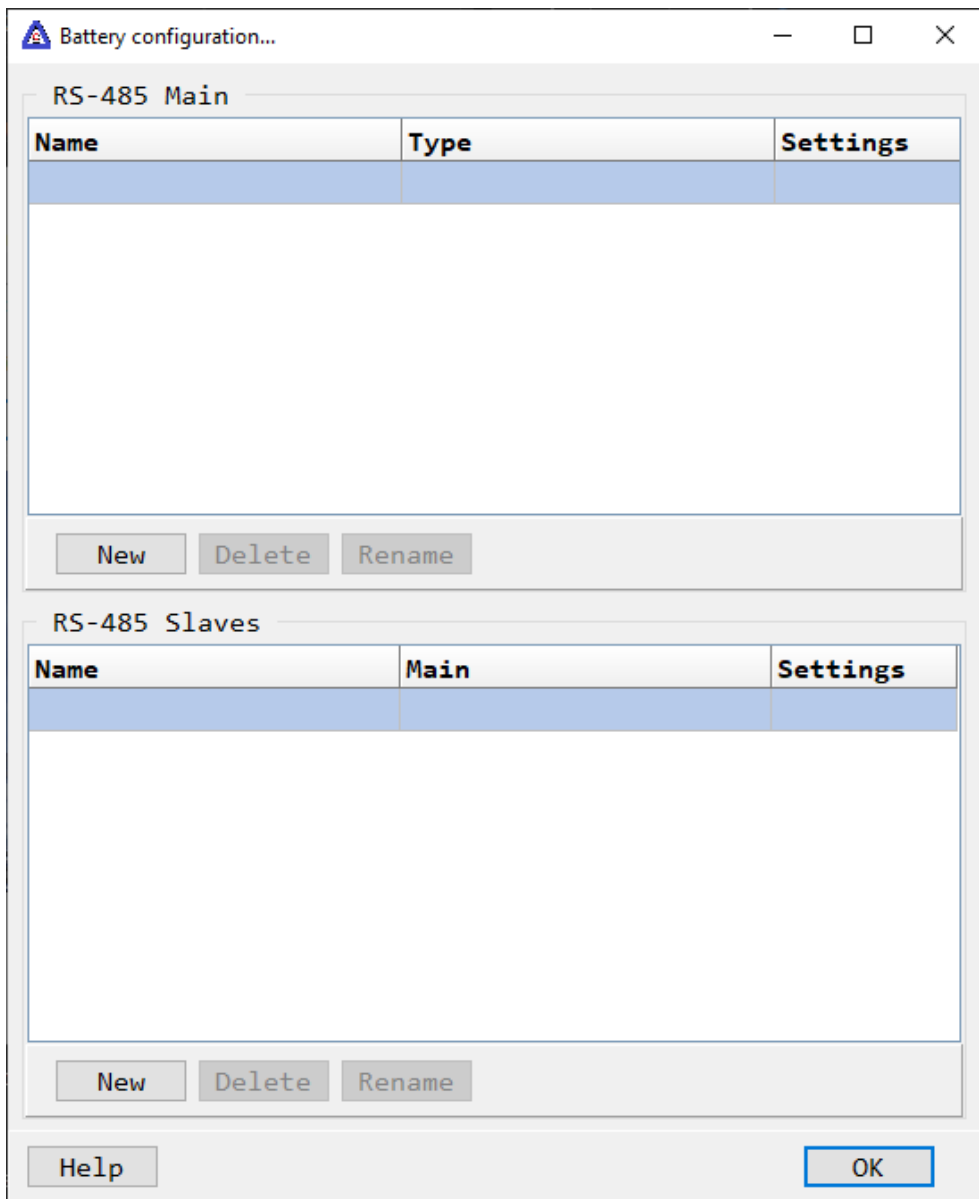 Battery configuration...
RS-485 Main
Name Type Settings
New Delete Rename
RS-485 Slaves
Name Main Settings
New Delete Rename
Help OK